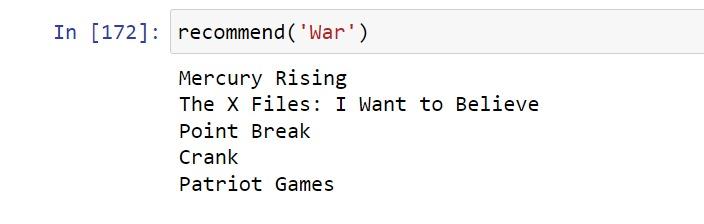 In [172]: recommend('War')
Mercury Rising
The X Files: I Want to Believe
Point Break
Crank
Patriot Games